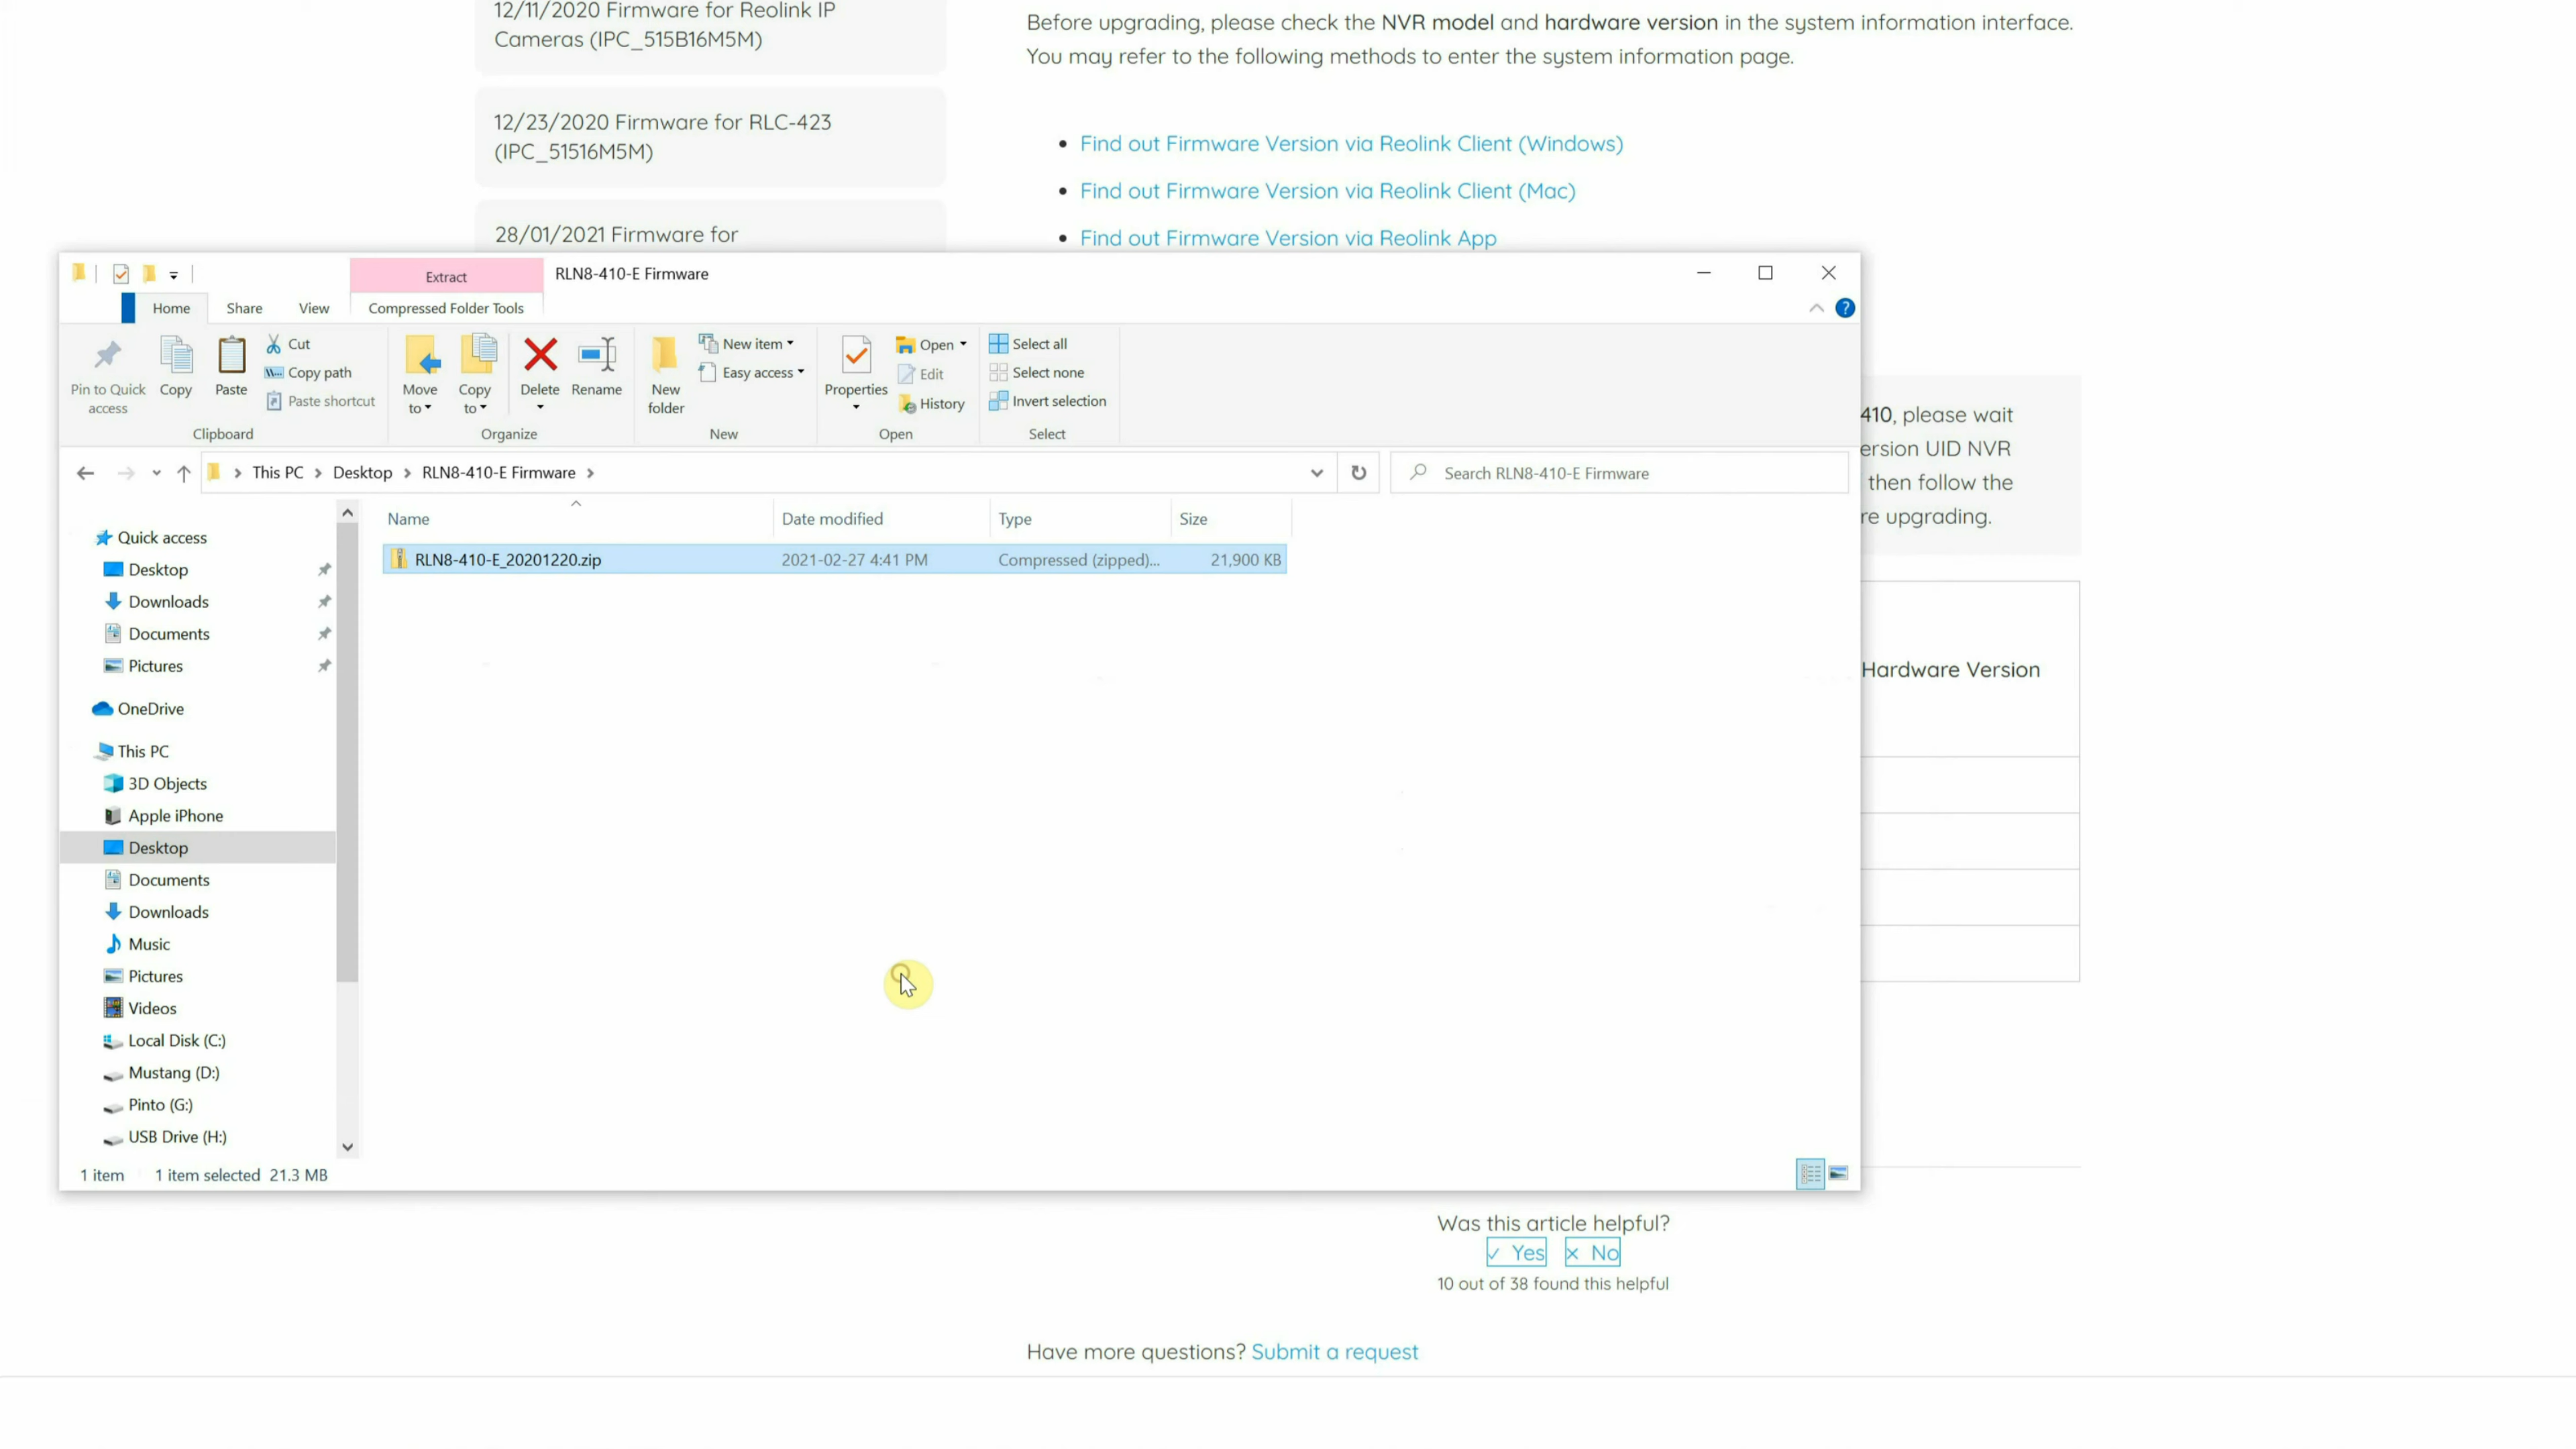 12/11/2020 Firmware for Reolink IP
Cameras (IPC_515B16M5M)
12/23/2020 Firmware for RLC-423
(IPC_51516M5M)
28/01/2021 Firmware for
Before upgrading, please check the NVR model and hardware version in the system information interface.
You may refer to the following methods to enter the system information page.
• Find out Firmware Version via Reolink Client (Windows)
• Find out Firmware Version via Reolink Client (Mac)
• Find out Firmware Version via Reolink App
Extract
RLN8-410-E Firmware
Home
Share
View
Compressed Folder Tools
Pin to Quick
access
Copy
Paste
Cut
Copy path
Paste shortcut
Clipboard
Move
to
Copy
to
Delete
Rename
Organize
New
folder
New item
Easy access
New
Properties
Open
Edit
History
Open
Select all
Select none
Invert selection
Select
This PC > Desktop > RLN8-410-E Firmware >
Search RLN8-410-E Firmware
Name
Date modified
Type
Size
RLN8-410-E_20201220.zip
2021-02-27 4:41 PM
Compressed (zipped)...
21,900 KB
Quick access
Desktop
Downloads
Documents
Pictures
OneDrive
This PC
3D Objects
Apple iPhone
Desktop
Documents
Downloads
Music
Pictures
Videos
Local Disk (C:)
Mustang (D:)
Pinto (G:)
USB Drive (H:)
1 item
1 item selected 21.3 MB
410, please wait
ersion UID NVR
then follow the
re upgrading.
Hardware Version
Was this article helpful?
✓ Yes
× No
10 out of 38 found this helpful
Have more questions? Submit a request